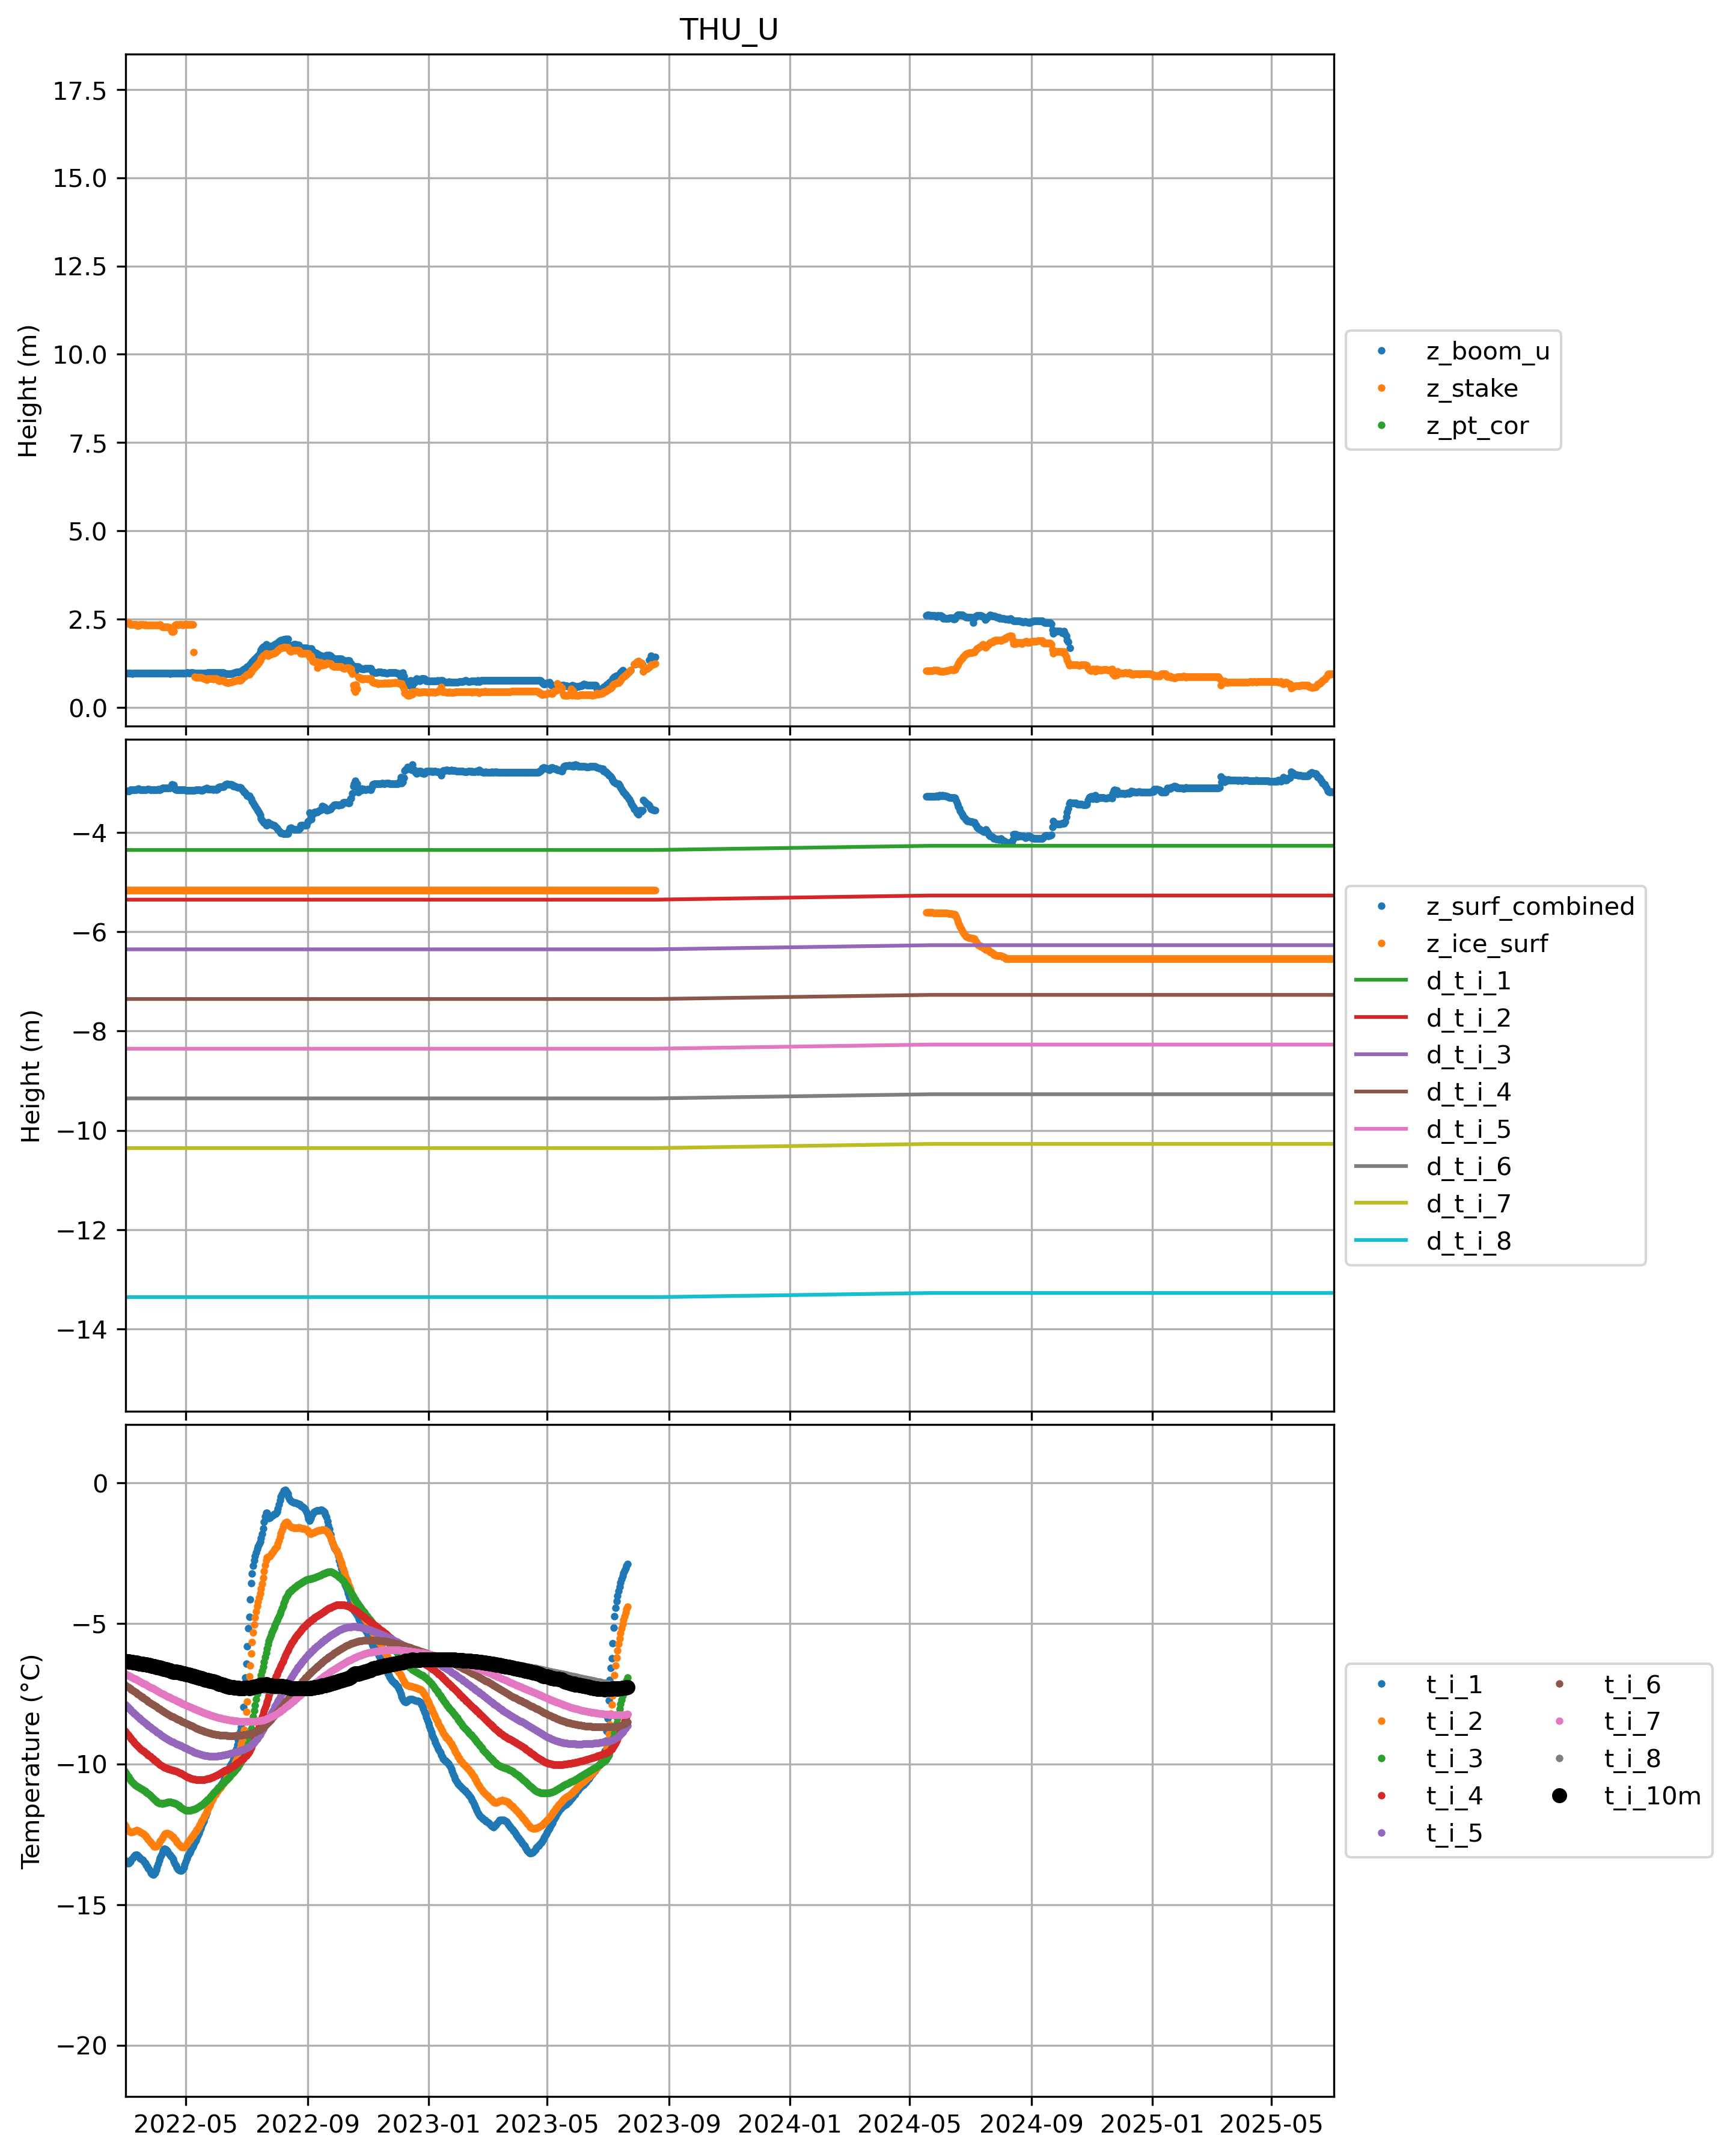 THU_U
17.5
15.0
12.5
10.0
7.5
5.0
2.5
0.0
Height (m)
z_boom_u
z_stake
z_pt_cor
−4
−6
−8
−10
−12
−14
Height (m)
z_surf_combined
z_ice_surf
d_t_i_1
d_t_i_2
d_t_i_3
d_t_i_4
d_t_i_5
d_t_i_6
d_t_i_7
d_t_i_8
0
−5
−10
−15
−20
Temperature (°C)
t_i_1
t_i_2
t_i_3
t_i_4
t_i_5
t_i_6
t_i_7
t_i_8
t_i_10m
2022-05 2022-09 2023-01 2023-05 2023-09 2024-01 2024-05 2024-09 2025-01 2025-05